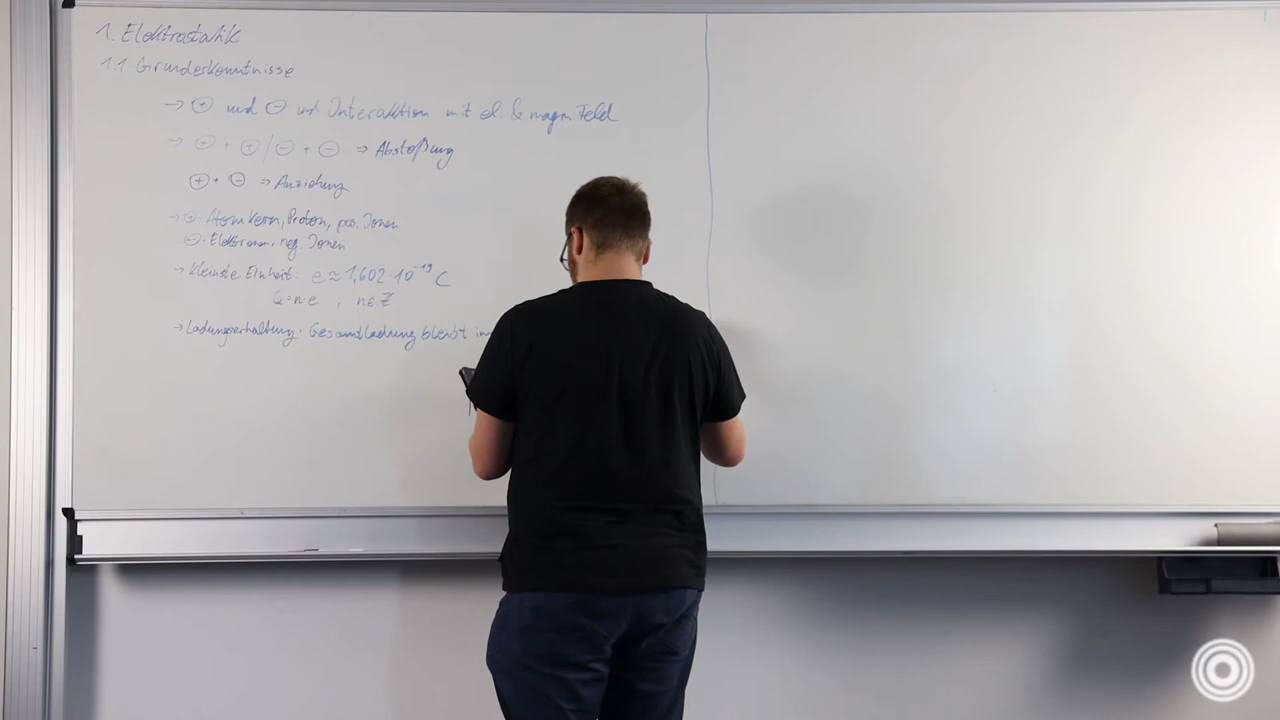 1. Elektrostatik
1.1 Grunderkenntnisse
→ ⊕ und ⊖ mit Interaktion mit el. & magn. Feld
→ ⊕ + ⊕ / ⊖ + ⊖ ⇒ Abstoßung
⊕ + ⊖ ⇒ Anziehung
→ ⊕: Atomkern, Proton, pos. Ionen
⊖: Elektronen, neg. Ionen
→ Kleinste Einheit: e ≈ 1,602·10⁻¹⁹ C
Q = n·e , n ∈ ℤ
→ Ladungserhaltung: Gesamtladung bleibt